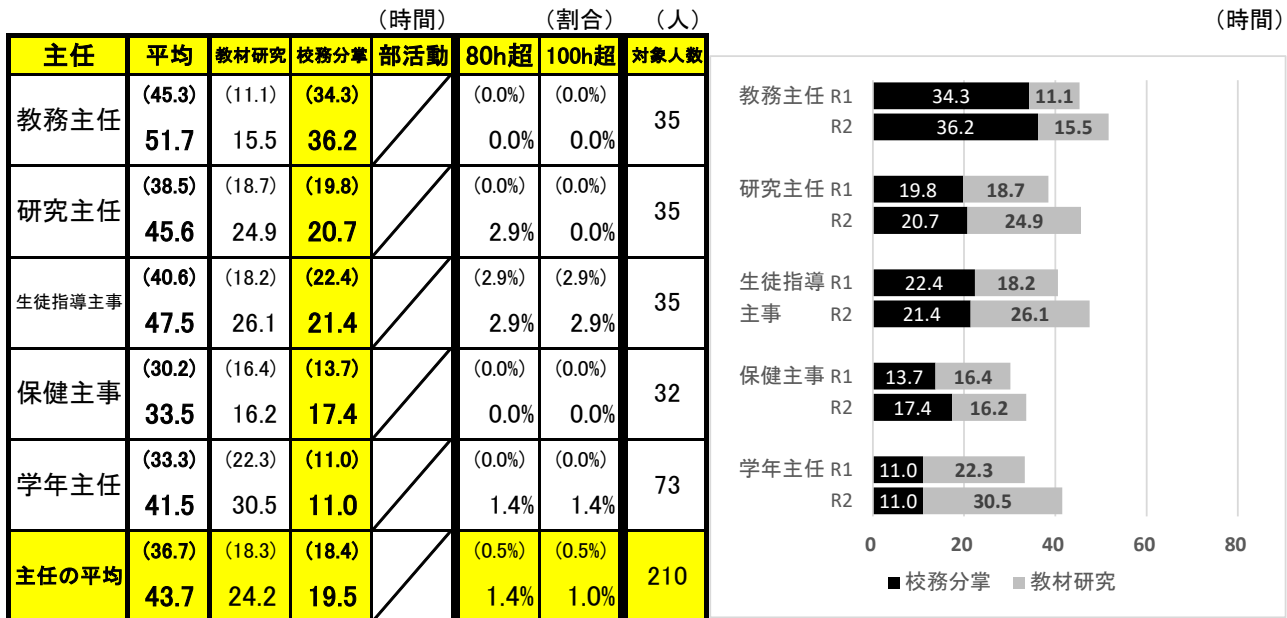 （時間）（割合）（人）
主任 平均 教材研究 校務分掌 部活動 80h超 100h超 対象人数
教務主任 (45.3) (11.1) (34.3) (0.0%) (0.0%) 35
51.7 15.5 36.2 0.0% 0.0%
研究主任 (38.5) (18.7) (19.8) (0.0%) (0.0%) 35
45.6 24.9 20.7 2.9% 0.0%
生徒指導主事 (40.6) (18.2) (22.4) (2.9%) (2.9%) 35
47.5 26.1 21.4 2.9% 2.9%
保健主事 (30.2) (16.4) (13.7) (0.0%) (0.0%) 32
33.5 16.2 17.4 0.0% 0.0%
学年主任 (33.3) (22.3) (11.0) (0.0%) (0.0%) 73
41.5 30.5 11.0 1.4% 1.4%
主任の平均 (36.7) (18.3) (18.4) (0.5%) (0.5%) 210
43.7 24.2 19.5 1.4% 1.0%
（時間）
教務主任 R1 34.3 11.1
R2 36.2 15.5
研究主任 R1 19.8 18.7
R2 20.7 24.9
生徒指導 R1 22.4 18.2
主事 R2 21.4 26.1
保健主事 R1 13.7 16.4
R2 17.4 16.2
学年主任 R1 11.0 22.3
R2 11.0 30.5
0 20 40 60 80
■校務分掌 ■教材研究